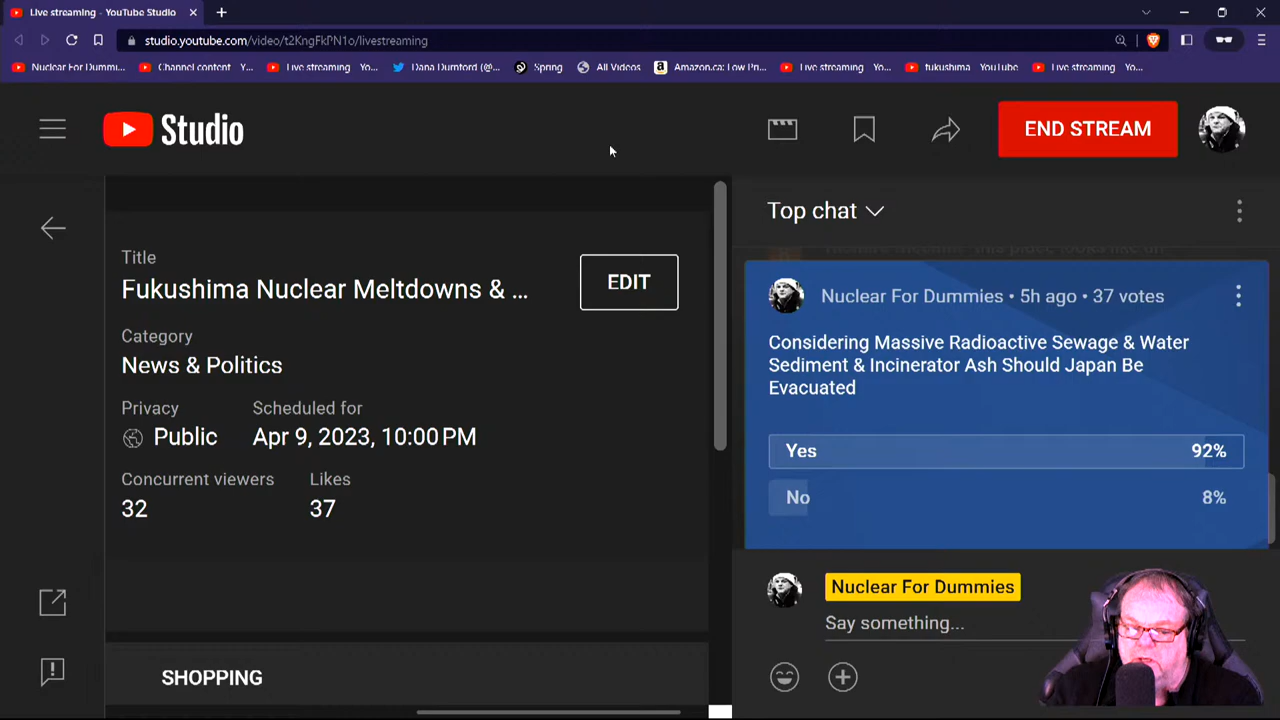 Live streaming - YouTube Studio
studio.youtube.com/video/t2KngFkPN1o/livestreaming
Nuclear For Dummi... Channel content - Y... Live streaming - Yo... Dana Durnford (@... Spring All Videos Amazon.ca: Low Pri... Live streaming - Yo... fukushima - YouTube Live streaming - Yo...
Studio
END STREAM
Top chat
Title
Fukushima Nuclear Meltdowns & ...
EDIT
Category
News & Politics
Privacy
Public
Scheduled for
Apr 9, 2023, 10:00 PM
Concurrent viewers
32
Likes
37
SHOPPING
Nuclear For Dummies • 5h ago • 37 votes
Considering Massive Radioactive Sewage & Water
Sediment & Incinerator Ash Should Japan Be
Evacuated
Yes 92%
No 8%
Nuclear For Dummies
Say something...